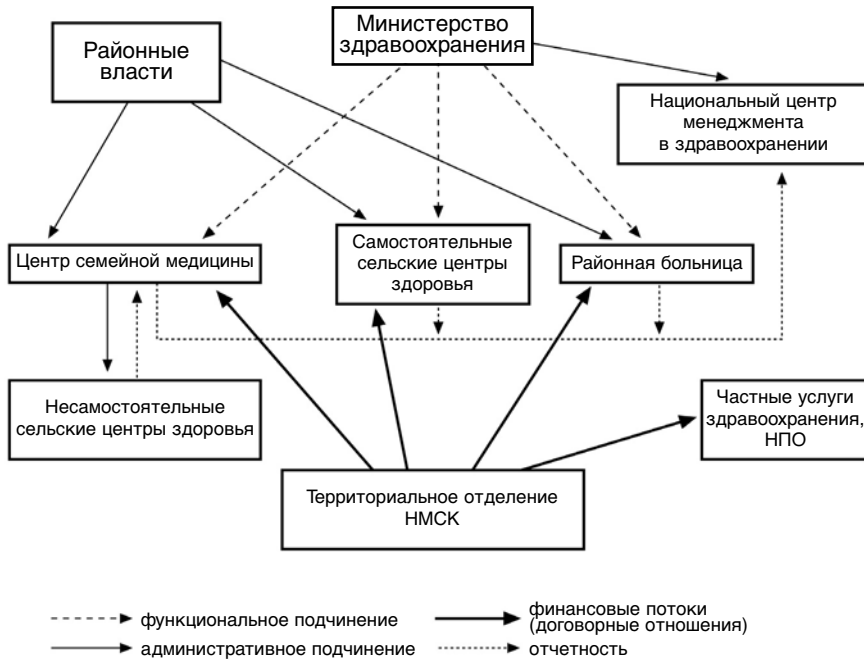 Районные
власти
Министерство
здравоохранения
Национальный центр
менеджмента
в здравоохранении
Центр семейной медицины
Самостоятельные
сельские центры
здоровья
Районная больница
Несамостоятельные
сельские центры здоровья
Частные услуги
здравоохранения,
НПО
Территориальное отделение
НМСК
функциональное подчинение
административное подчинение
финансовые потоки
(договорные отношения)
отчетность